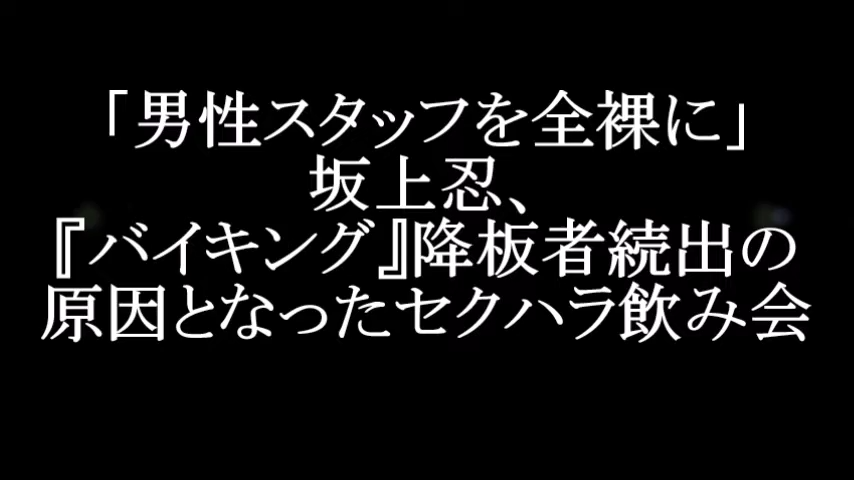 「男性スタッフを全裸に」
坂上忍、
『バイキング』降板者続出の
原因となったセクハラ飲み会